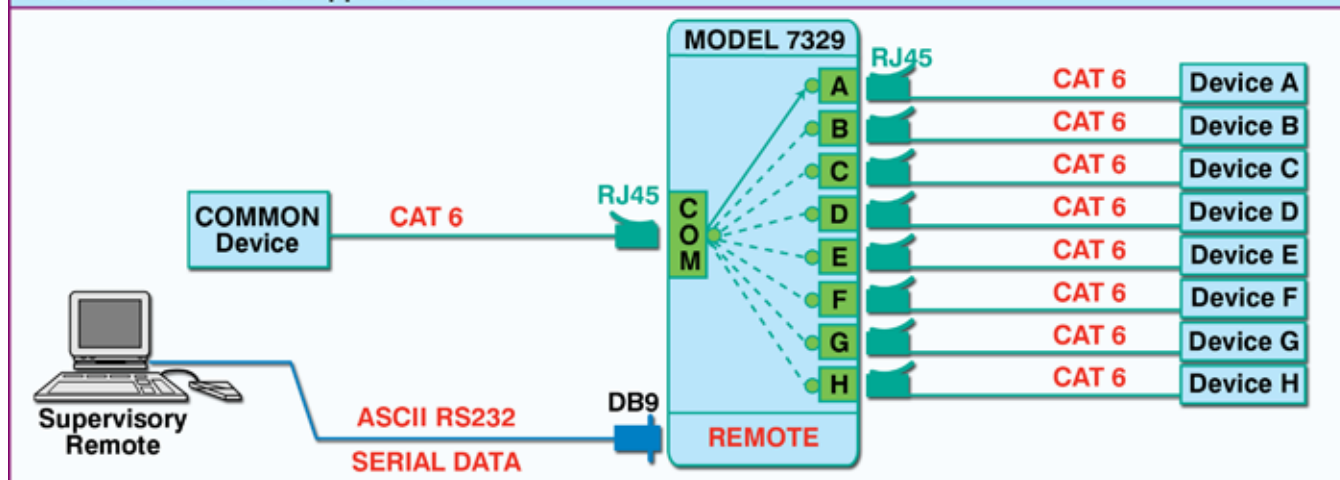 MODEL 7329
RJ45
A
CAT 6
Device A
B
CAT 6
Device B
C
CAT 6
Device C
D
CAT 6
Device D
E
CAT 6
Device E
F
CAT 6
Device F
G
CAT 6
Device G
H
CAT 6
Device H
COMMON
Device
CAT 6
RJ45
COM
Supervisory
Remote
ASCII RS232
SERIAL DATA
DB9
REMOTE